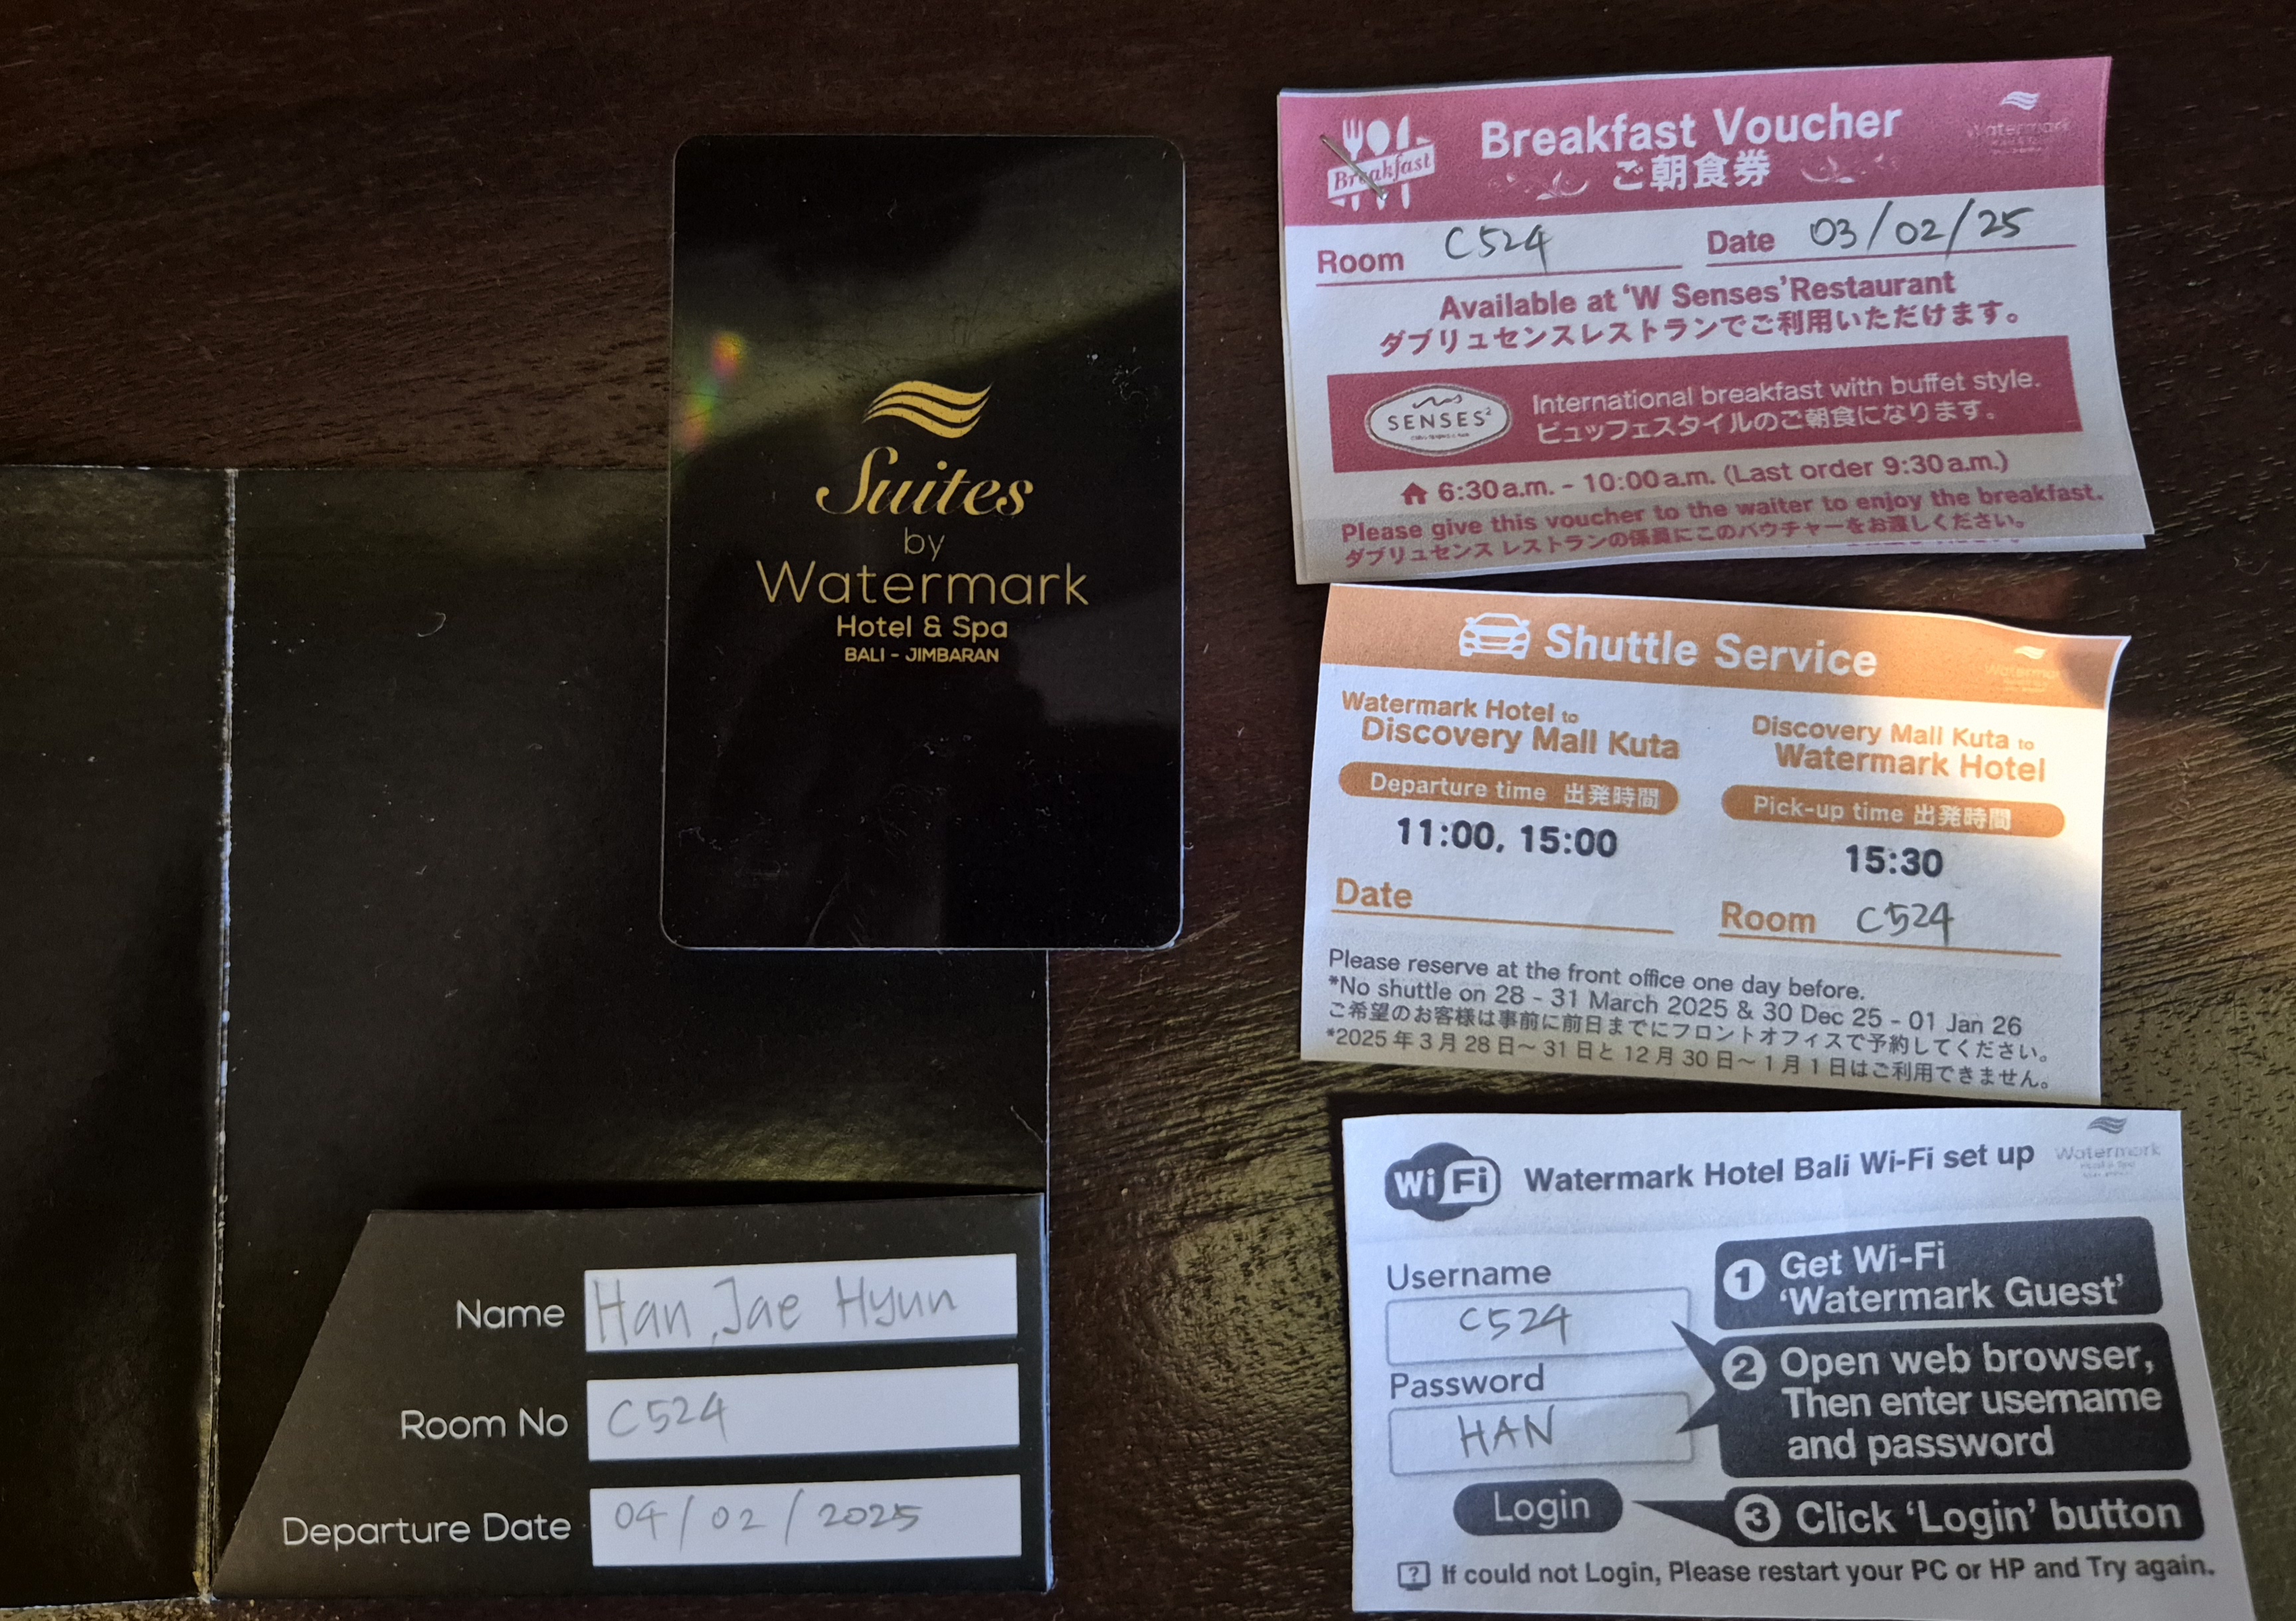 Suites
by
Watermark
Hotel & Spa
BALI - JIMBARAN
Name Han, Jae Hyun
Room No C524
Departure Date 04/02/2025
Breakfast
Breakfast Voucher
ご朝食券
Watermark
Room C524 Date 03/02/25
Available at 'W Senses'Restaurant
ダブリュセンスレストランでご利用いただけます。
SENSES²
International breakfast with buffet style.
ビュッフェスタイルのご朝食になります。
6:30a.m. - 10:00a.m. (Last order 9:30a.m.)
Please give this voucher to the waiter to enjoy the breakfast.
ダブリュセンス レストランの係員にこのバウチャーをお渡しください。
Shuttle Service
Watermark
Watermark Hotel to
Discovery Mall Kuta
Departure time 出発時間
11:00, 15:00
Discovery Mall Kuta to
Watermark Hotel
Pick-up time 出発時間
15:30
Date
Room C524
Please reserve at the front office one day before.
*No shuttle on 28 - 31 March 2025 & 30 Dec 25 - 01 Jan 26
ご希望のお客様は事前に前日までにフロントオフィスで予約してください。
*2025年3月28日～31日と12月30日～1月1日はご利用できません。
WiFi
Watermark Hotel Bali Wi-Fi set up
Watermark
Username
C524
Password
HAN
Login
1 Get Wi-Fi
'Watermark Guest'
2 Open web browser,
Then enter username
and password
3 Click 'Login' button
? If could not Login, Please restart your PC or HP and Try again.